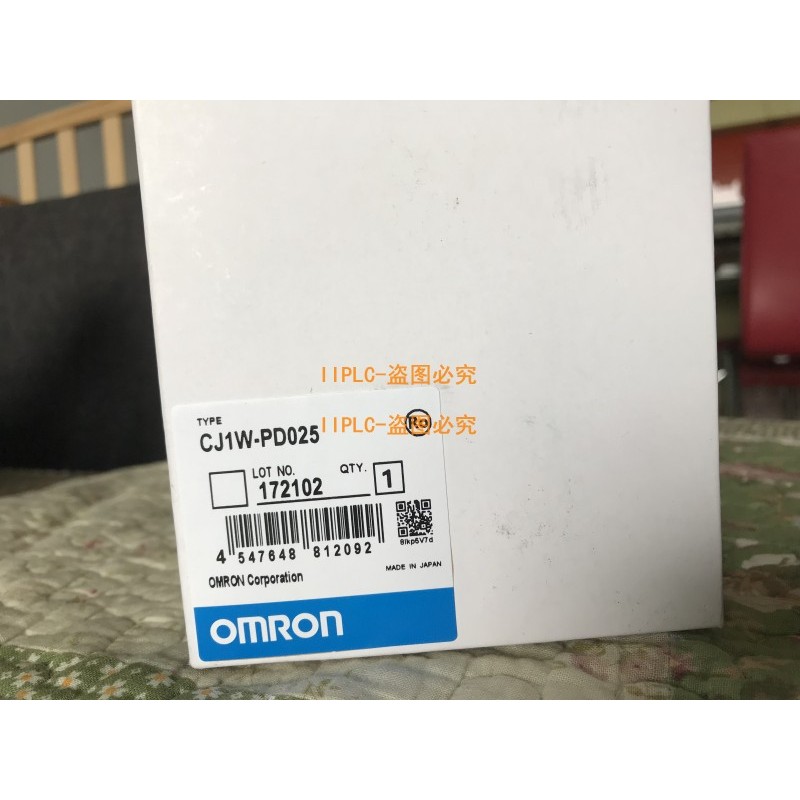 IIPLC-盗图必究
TYPE
IIPLC-盗图必究
CJ1W-PD025
LOT NO.
QTY.
172102
1
4 547648 812092
8lkp5V7d
MADE IN JAPAN
OMRON Corporation
OMRON